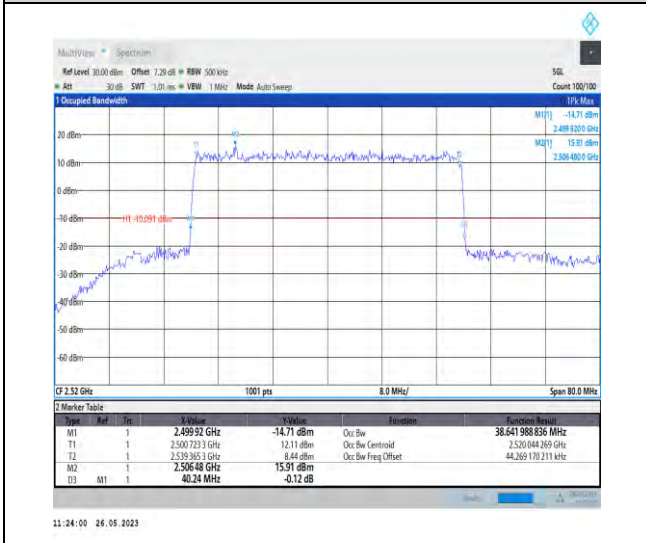 MultiView Spectrum
Ref Level 30.00 dBm Offset 7.29 dB RBW 500 kHz SGL
Att 30 dB SWT 1.01 ms VBW 1 MHz Mode Auto Sweep Count 100/100
1 Occupied Bandwidth 1Pk Max
M1[1] -14.71 dBm
2.4999200 GHz
M2[1] 15.91 dBm
2.5064800 GHz
20 dBm
10 dBm
0 dBm
-10 dBm
H1 -10.091 dBm
-20 dBm
-30 dBm
-40 dBm
-50 dBm
-60 dBm
CF 2.52 GHz 1001 pts 8.0 MHz/ Span 80.0 MHz
2 Marker Table
Type Ref Trc X-Value Y-Value Function Function Result
M1 1 2.49992 GHz -14.71 dBm Occ Bw 38.641 988 836 MHz
T1 1 2.500 723 3 GHz 12.11 dBm Occ Bw Centroid 2.520 044 269 GHz
T2 1 2.539 365 3 GHz 8.44 dBm Occ Bw Freq Offset 44.269 170 211 kHz
M2 1 2.506 48 GHz 15.91 dBm
D3 M1 1 40.24 MHz -0.12 dB
11:24:00 26.05.2023